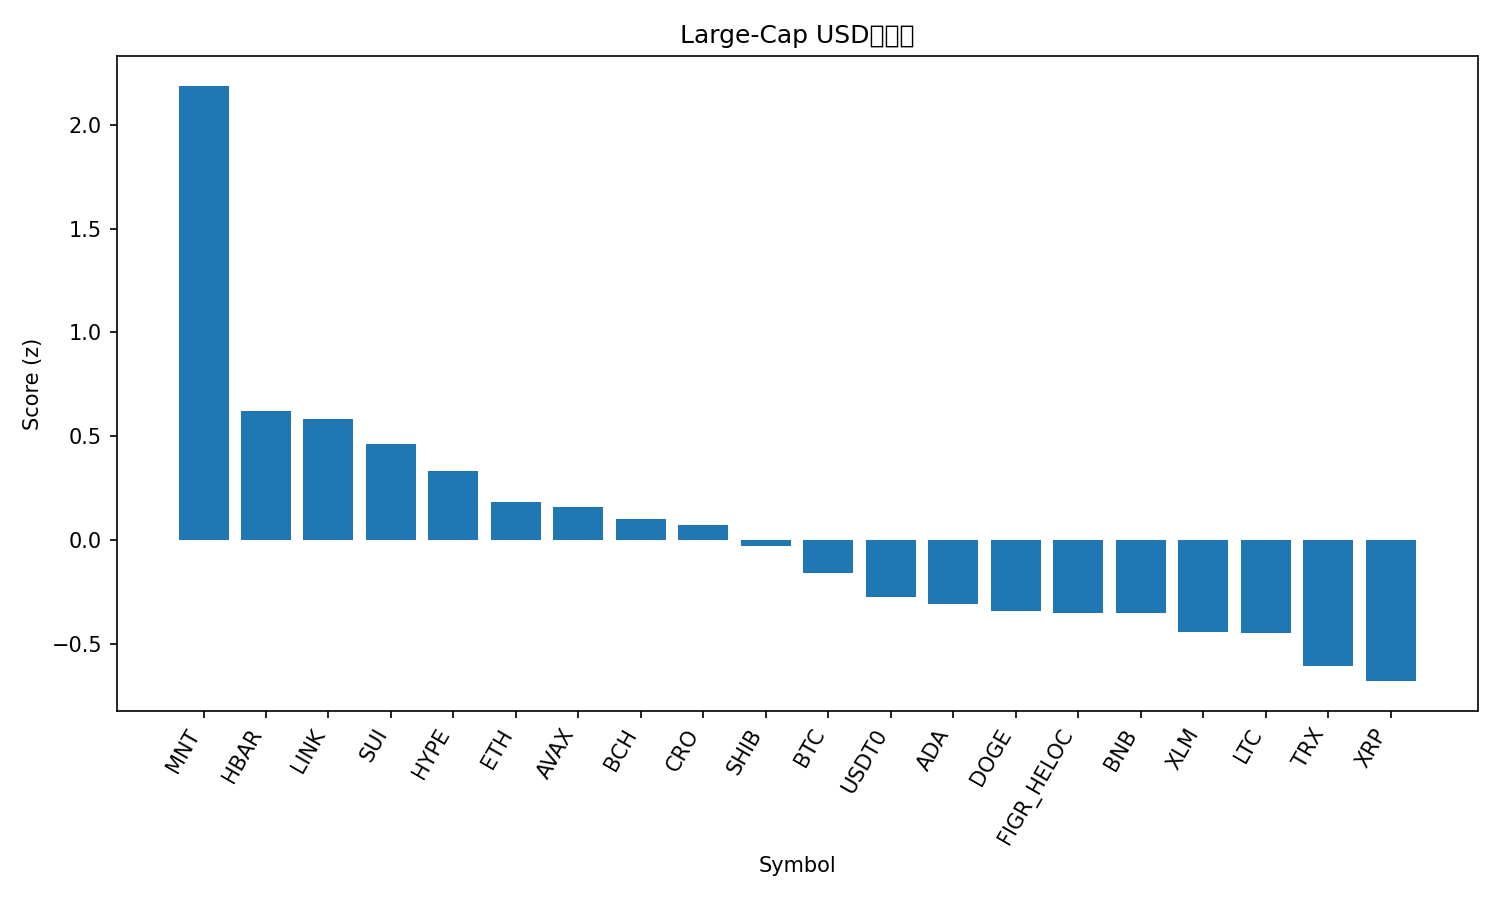 Large-Cap USD
Score (z)
2.0
1.5
1.0
0.5
0.0
−0.5
MNT
HBAR
LINK
SUI
HYPE
ETH
AVAX
BCH
CRO
SHIB
BTC
USDT0
ADA
DOGE
FIGR_HELOC
BNB
XLM
LTC
TRX
XRP
Symbol